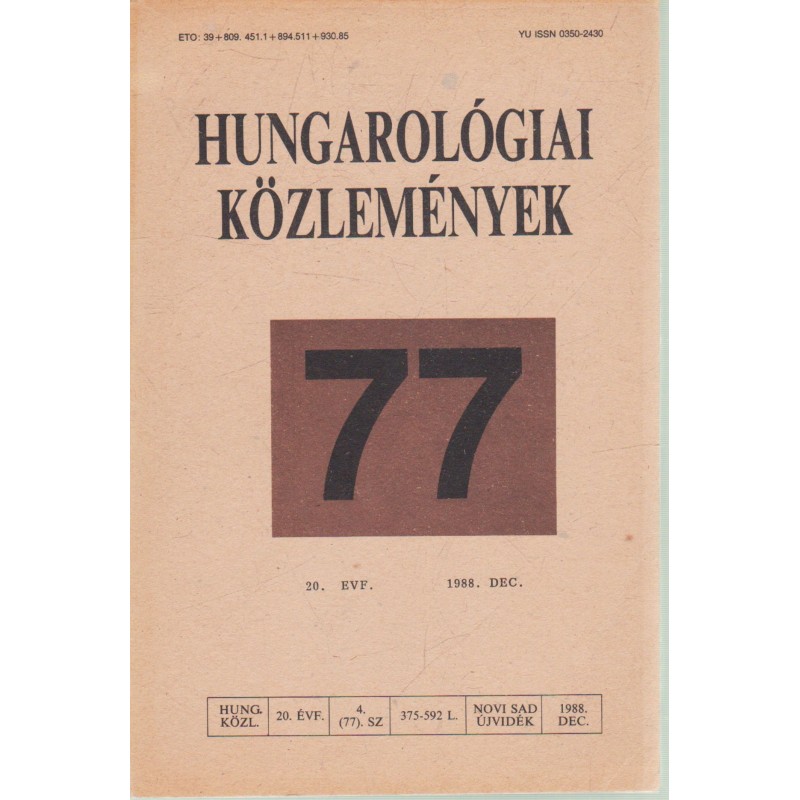 ETO: 39+809. 451.1+894.511+930.85 YU ISSN 0350-2430
HUNGAROLÓGIAI
KÖZLEMÉNYEK
77
20. EVF. 1988. DEC.
HUNG. KÖZL. 20. ÉVF. 4. (77). SZ 375-592 L. NOVI SAD ÚJVIDÉK 1988. DEC.